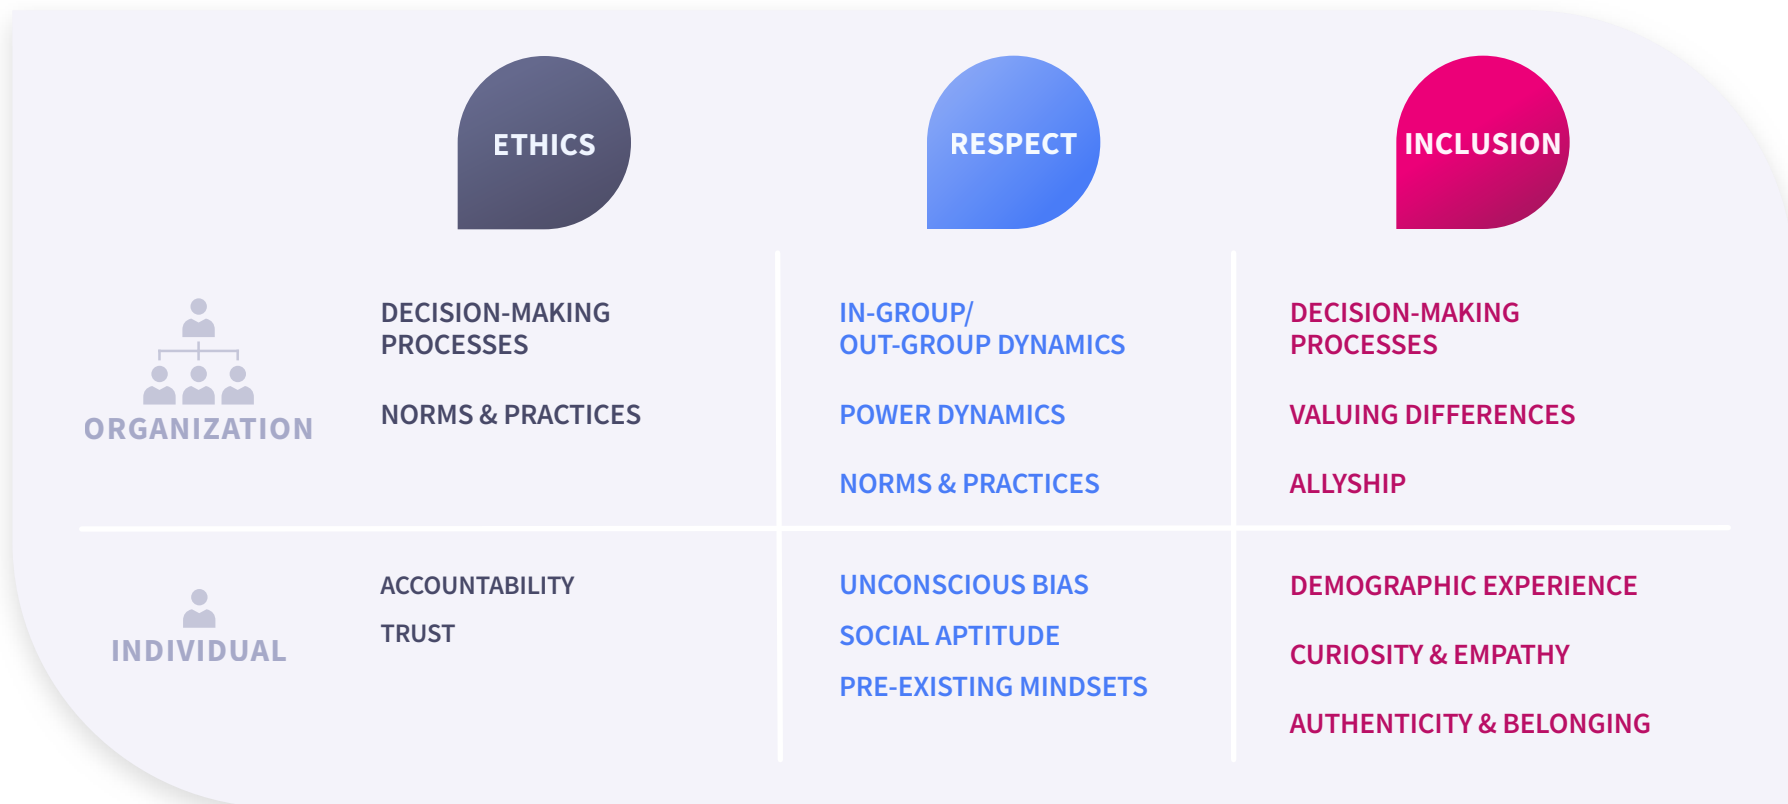 ETHICS
RESPECT
INCLUSION
ORGANIZATION
DECISION-MAKING
PROCESSES
NORMS & PRACTICES
IN-GROUP/
OUT-GROUP DYNAMICS
POWER DYNAMICS
NORMS & PRACTICES
DECISION-MAKING
PROCESSES
VALUING DIFFERENCES
ALLYSHIP
INDIVIDUAL
ACCOUNTABILITY
TRUST
UNCONSCIOUS BIAS
SOCIAL APTITUDE
PRE-EXISTING MINDSETS
DEMOGRAPHIC EXPERIENCE
CURIOSITY & EMPATHY
AUTHENTICITY & BELONGING